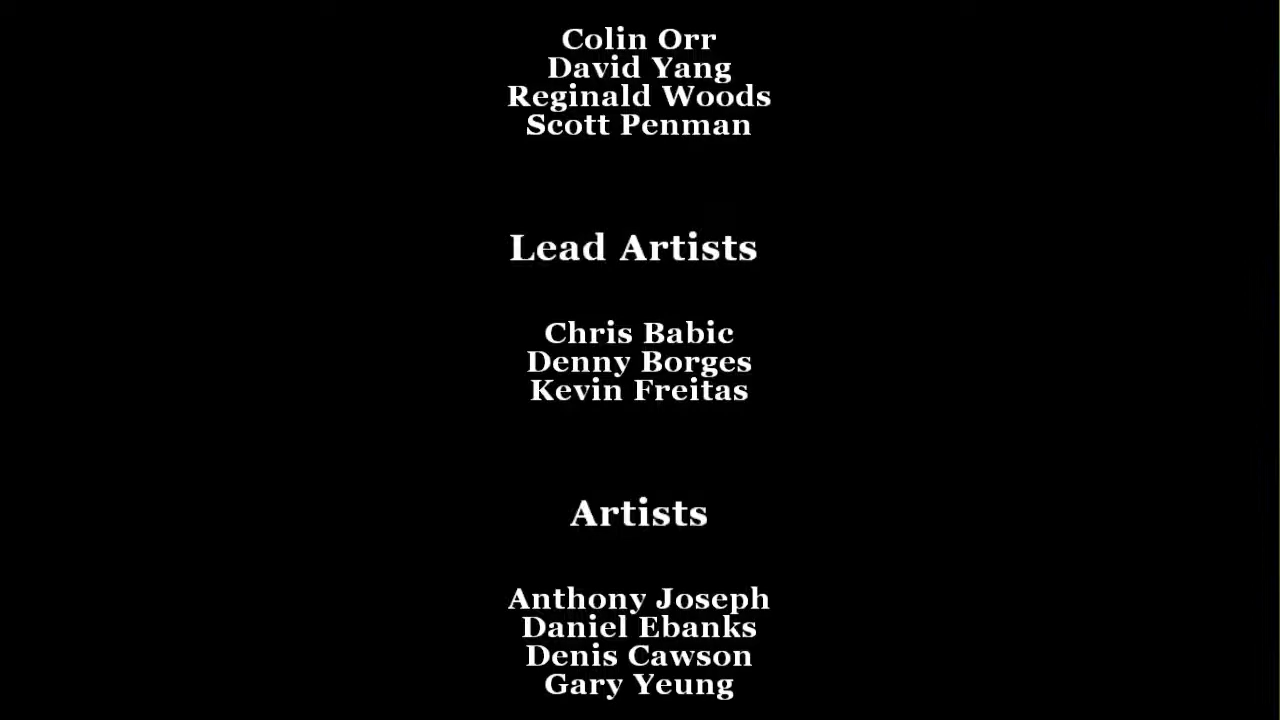 Colin Orr
David Yang
Reginald Woods
Scott Penman
Lead Artists
Chris Babic
Denny Borges
Kevin Freitas
Artists
Anthony Joseph
Daniel Ebanks
Denis Cawson
Gary Yeung